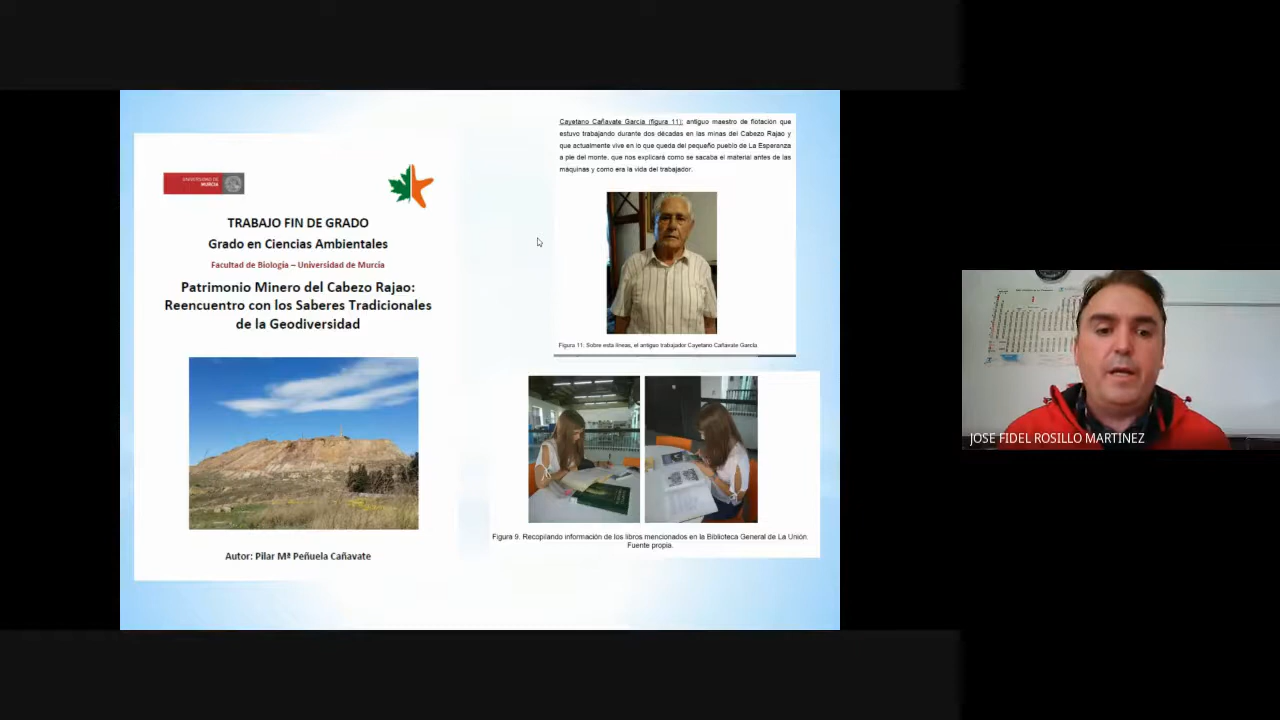 UNIVERSIDAD DE
MURCIA
TRABAJO FIN DE GRADO
Grado en Ciencias Ambientales
Facultad de Biología – Universidad de Murcia
Patrimonio Minero del Cabezo Rajao:
Reencuentro con los Saberes Tradicionales
de la Geodiversidad
Autor: Pilar Mª Peñuela Cañavate
Cayetano Cañavate García (figura 11): antiguo maestro de flotación que
estuvo trabajando durante dos décadas en las minas del Cabezo Rajao y
que actualmente vive en lo que queda del pequeño pueblo de La Esperanza
a pie del monte, que nos explicará como se sacaba el material antes de las
máquinas y como era la vida del trabajador.
Figura 11. Sobre esta líneas, el antiguo trabajador Cayetano Cañavate García
Figura 9. Recopilando información de los libros mencionados en la Biblioteca General de La Unión.
Fuente propia.
JOSE FIDEL ROSILLO MARTINEZ